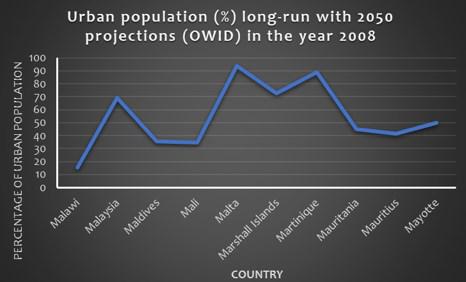 Urban population (%) long-run with 2050
projections (OWID) in the year 2008
PERCENTAGE OF URBAN POPULATION
100
90
80
70
60
50
40
30
20
10
0
Malawi
Malaysia
Maldives
Mali
Malta
Marshall Islands
Martinique
Mauritania
Mauritius
Mayotte
COUNTRY